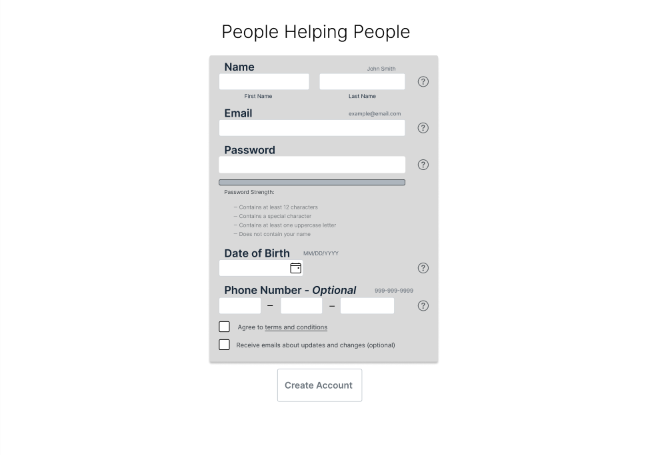 People Helping People
Name John Smith
First Name Last Name
Email example@email.com
Password
Password Strength:
– Contains at least 12 characters
– Contains a special character
– Contains at least one uppercase letter
– Does not contain your name
Date of Birth MM/DD/YYYY
Phone Number - Optional 999-999-9999
– –
Agree to terms and conditions
Receive emails about updates and changes (optional)
Create Account